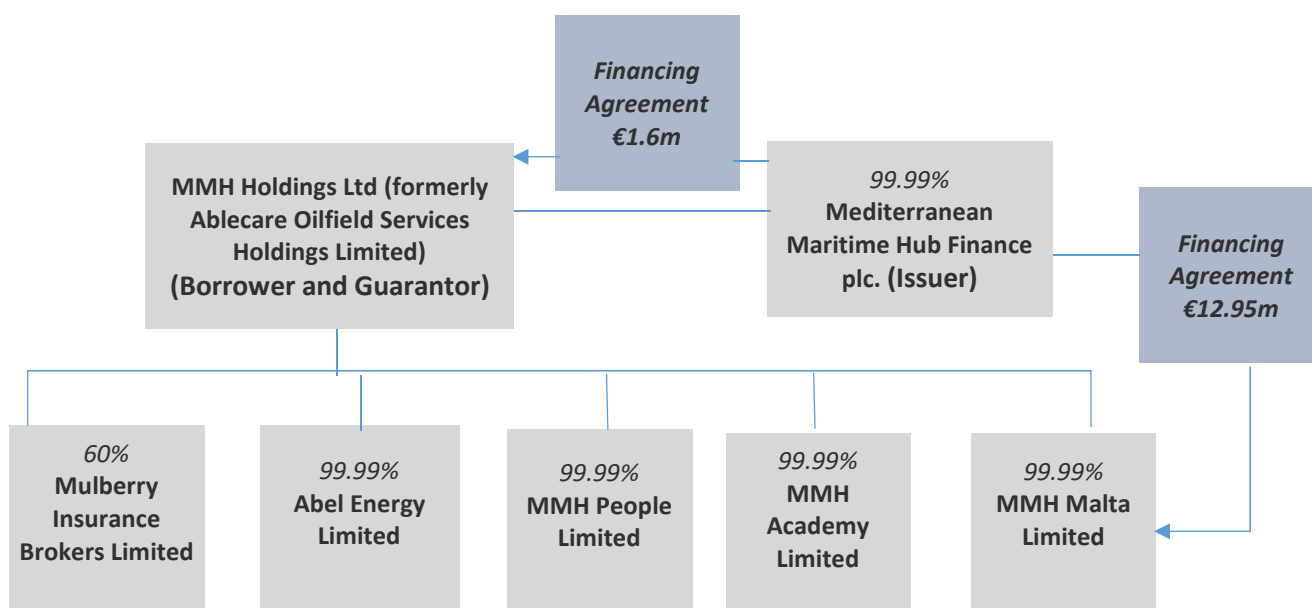 Financing
Agreement
€1.6m
MMH Holdings Ltd (formerly
Ablecare Oilfield Services
Holdings Limited)
(Borrower and Guarantor)
99.99%
Mediterranean
Maritime Hub Finance
plc. (Issuer)
Financing
Agreement
€12.95m
60%
Mulberry
Insurance
Brokers Limited
99.99%
Abel Energy
Limited
99.99%
MMH People
Limited
99.99%
MMH
Academy
Limited
99.99%
MMH Malta
Limited